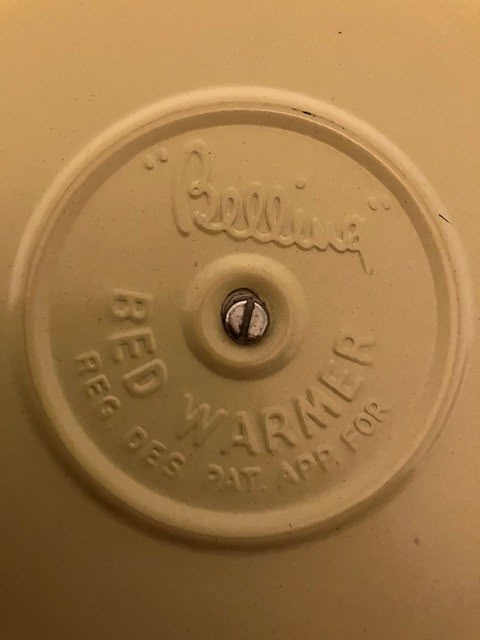 "Belling"
BED WARMER
REG. DES. PAT. APP. FOR